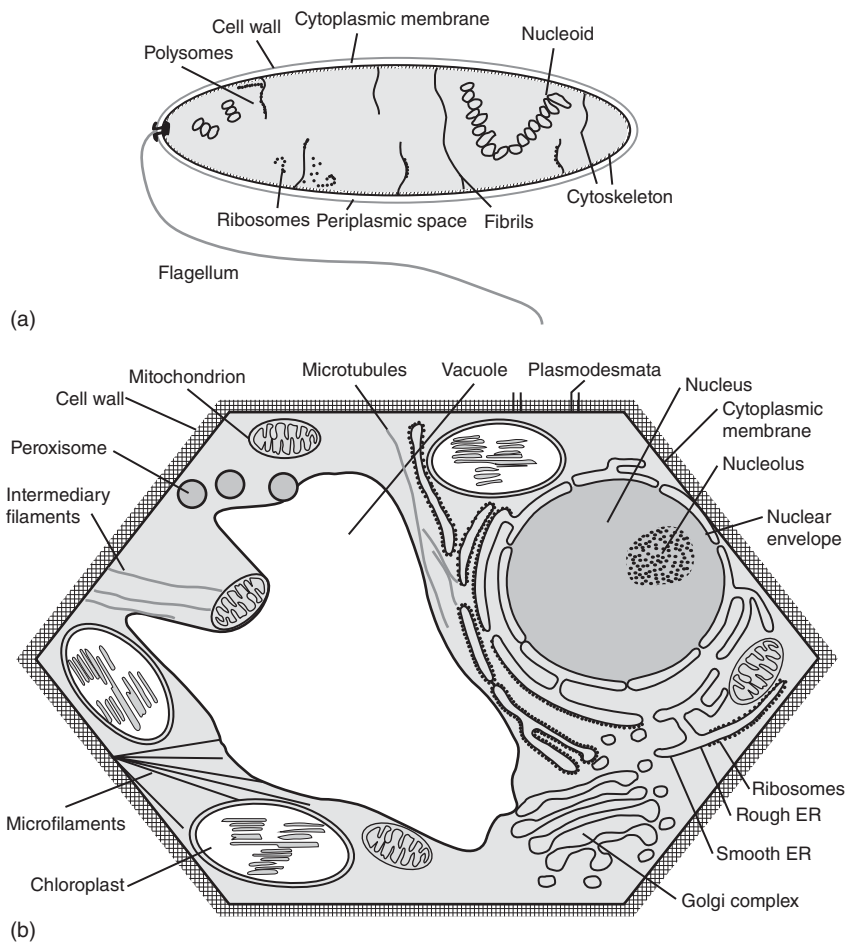 Cell wall
Cytoplasmic membrane
Polysomes
Nucleoid
Ribosomes
Periplasmic space
Fibrils
Cytoskeleton
Flagellum
(a)
Mitochondrion
Microtubules
Vacuole
Plasmodesmata
Cell wall
Nucleus
Cytoplasmic
membrane
Peroxisome
Nucleolus
Intermediary
filaments
Nuclear
envelope
Ribosomes
Rough ER
Microfilaments
Smooth ER
Chloroplast
Golgi complex
(b)